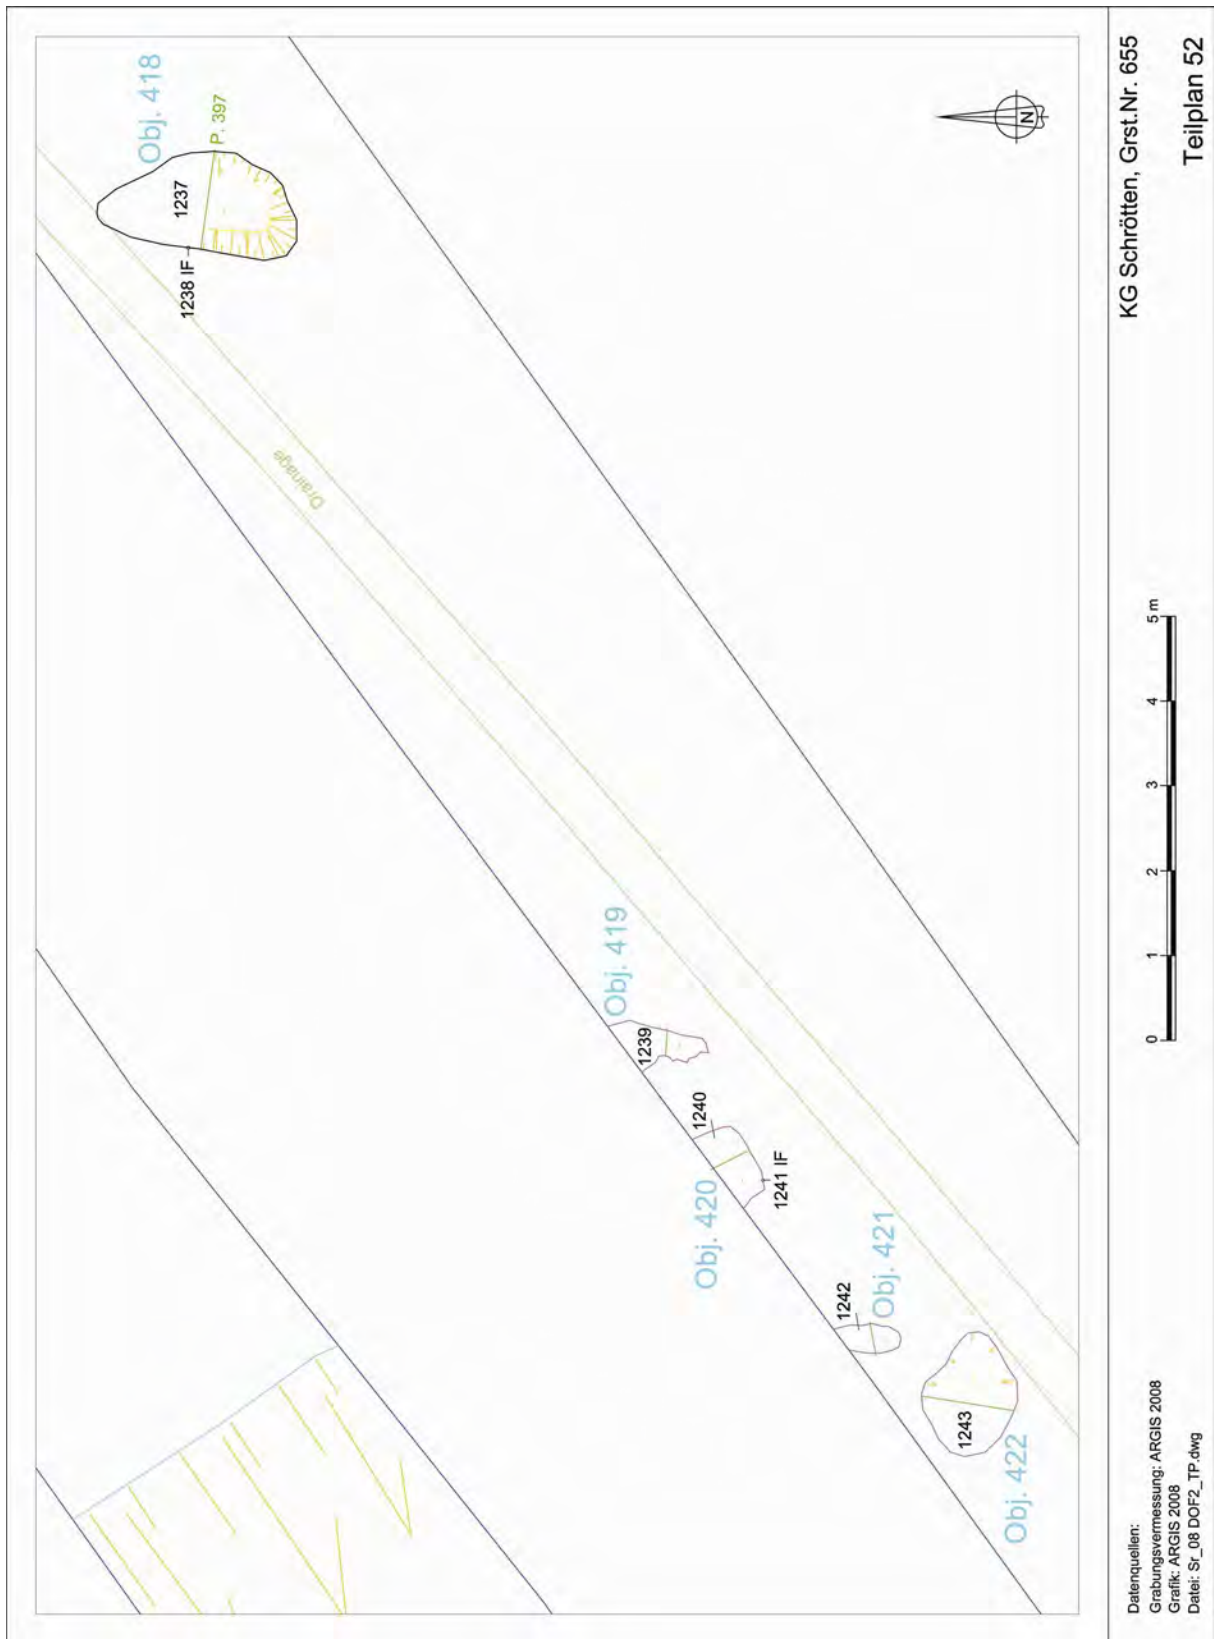 Obj. 418
P. 397
1237
1238 IF
Drainage
Obj. 419
1239
1240
Obj. 420
1241 IF
1242
Obj. 421
1243
Obj. 422
N
Datenquellen:
Grabungsvermessung: ARGIS 2008
Grafik: ARGIS 2008
Datei: Sr_08 DOF2_TP.dwg
0 1 2 3 4 5 m
KG Schrötten, Grst.Nr. 655
Teilplan 52